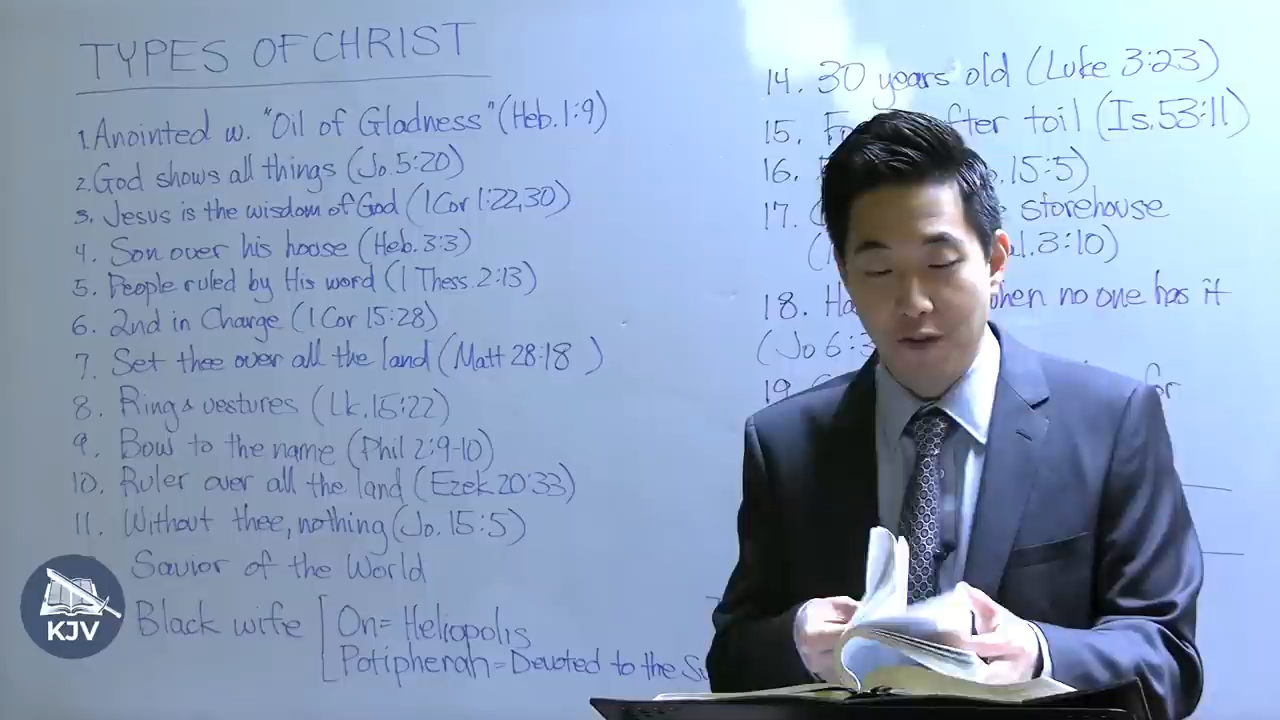 TYPES OF CHRIST
1. Anointed w. "Oil of Gladness" (Heb. 1:9)
2. God shows all things (Jo. 5:20)
3. Jesus is the wisdom of God (1 Cor 1:22,30)
4. Son over his house (Heb. 3:3)
5. People ruled by His word (1 Thess. 2:13)
6. 2nd in Charge (1 Cor 15:28)
7. Set thee over all the land (Matt 28:18 )
8. Ring & vestures (Lk. 15:22)
9. Bow to the name (Phil 2:9-10)
10. Ruler over all the land (Ezek 20:33)
11. Without thee, nothing (Jo. 15:5)
Savior of the World
Black wife
On = Heliopolis
Potipherah = Devoted to the
KJV
14. 30 years old (Luke 3:23)
15. after toil (Is. 53:11)
16. 15:5)
17. storehouse
3:10)
18. when no one has it
(Jo 6:
19. for